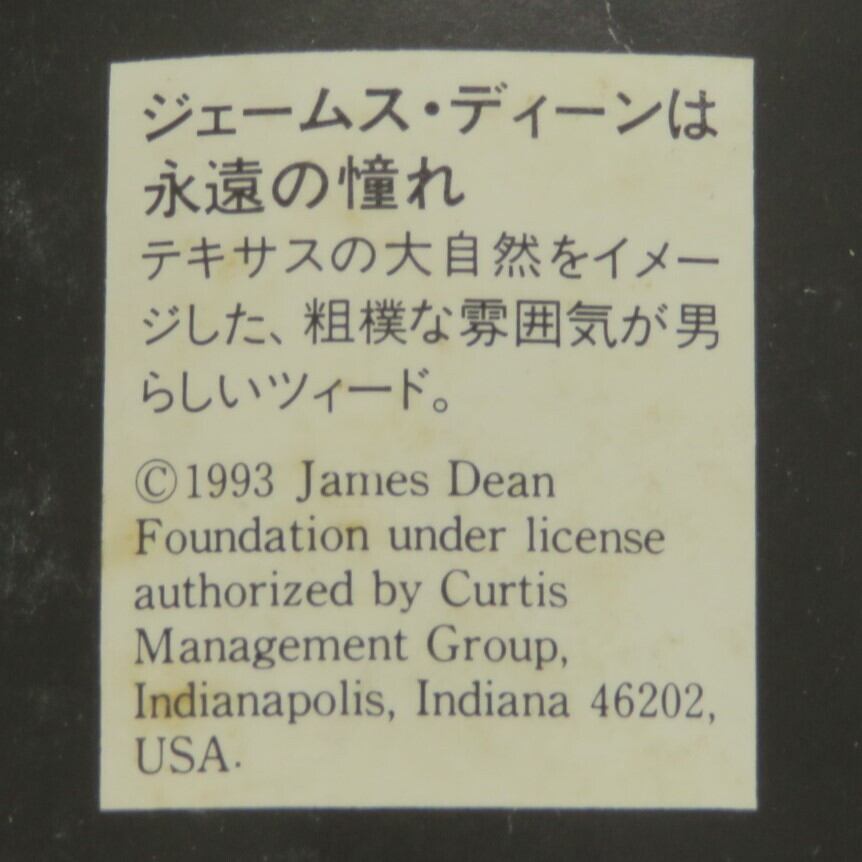 ジェームス・ディーンは
永遠の憧れ
テキサスの大自然をイメー
ジした、粗樸な雰囲気が男
らしいツィード。
©1993 James Dean
Foundation under license
authorized by Curtis
Management Group,
Indianapolis, Indiana 46202,
USA.